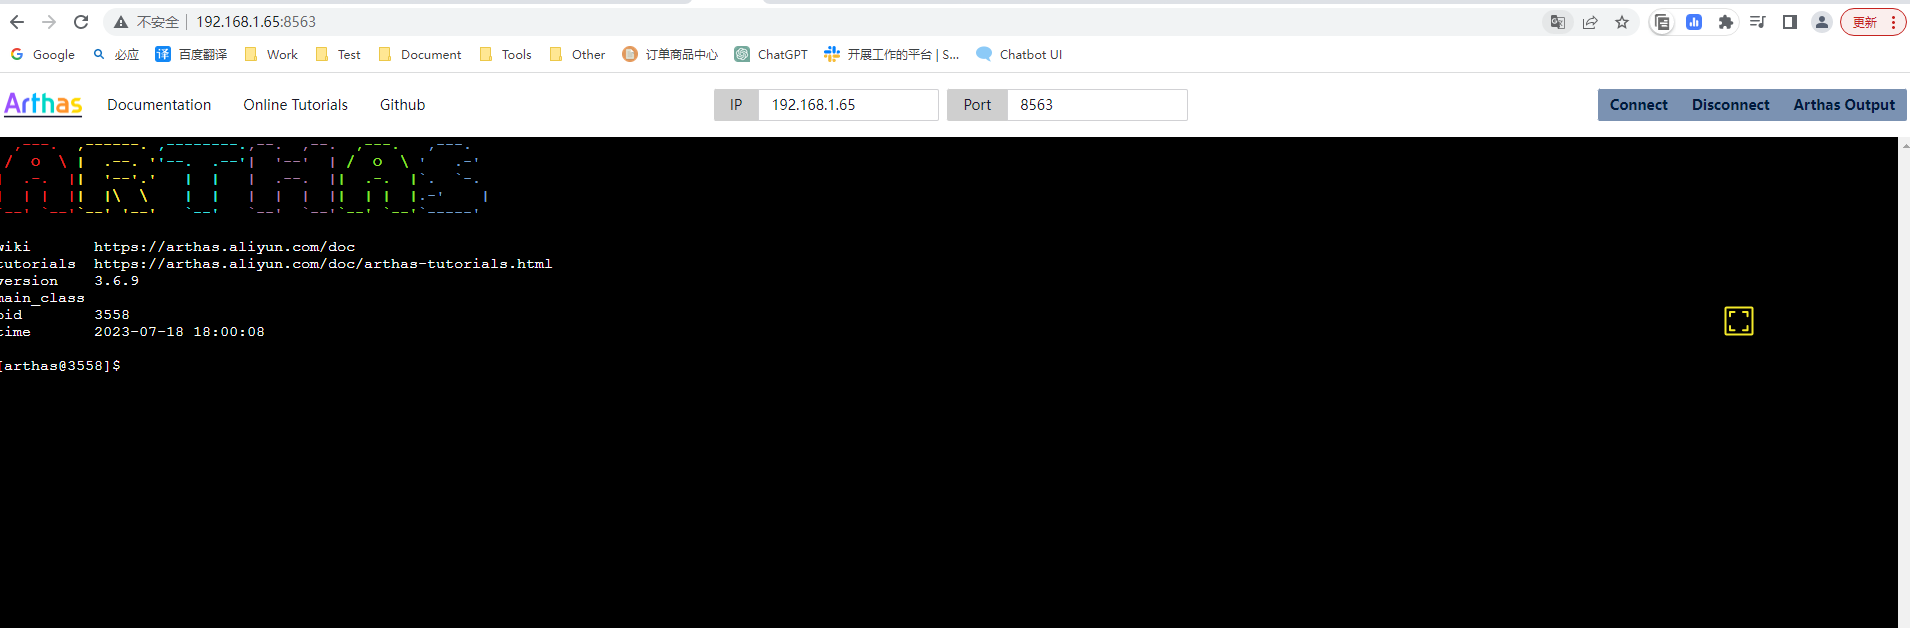 不安全 192.168.1.65:8563 更新
Google 必应 译 百度翻译 Work Test Document Tools Other 订单商品中心 ChatGPT 开展工作的平台 | S... Chatbot UI
Arthas Documentation Online Tutorials Github IP 192.168.1.65 Port 8563 Connect Disconnect Arthas Output
ARTHAS
wiki https://arthas.aliyun.com/doc
tutorials https://arthas.aliyun.com/doc/arthas-tutorials.html
version 3.6.9
main_class
pid 3558
time 2023-07-18 18:00:08
[arthas@3558]$